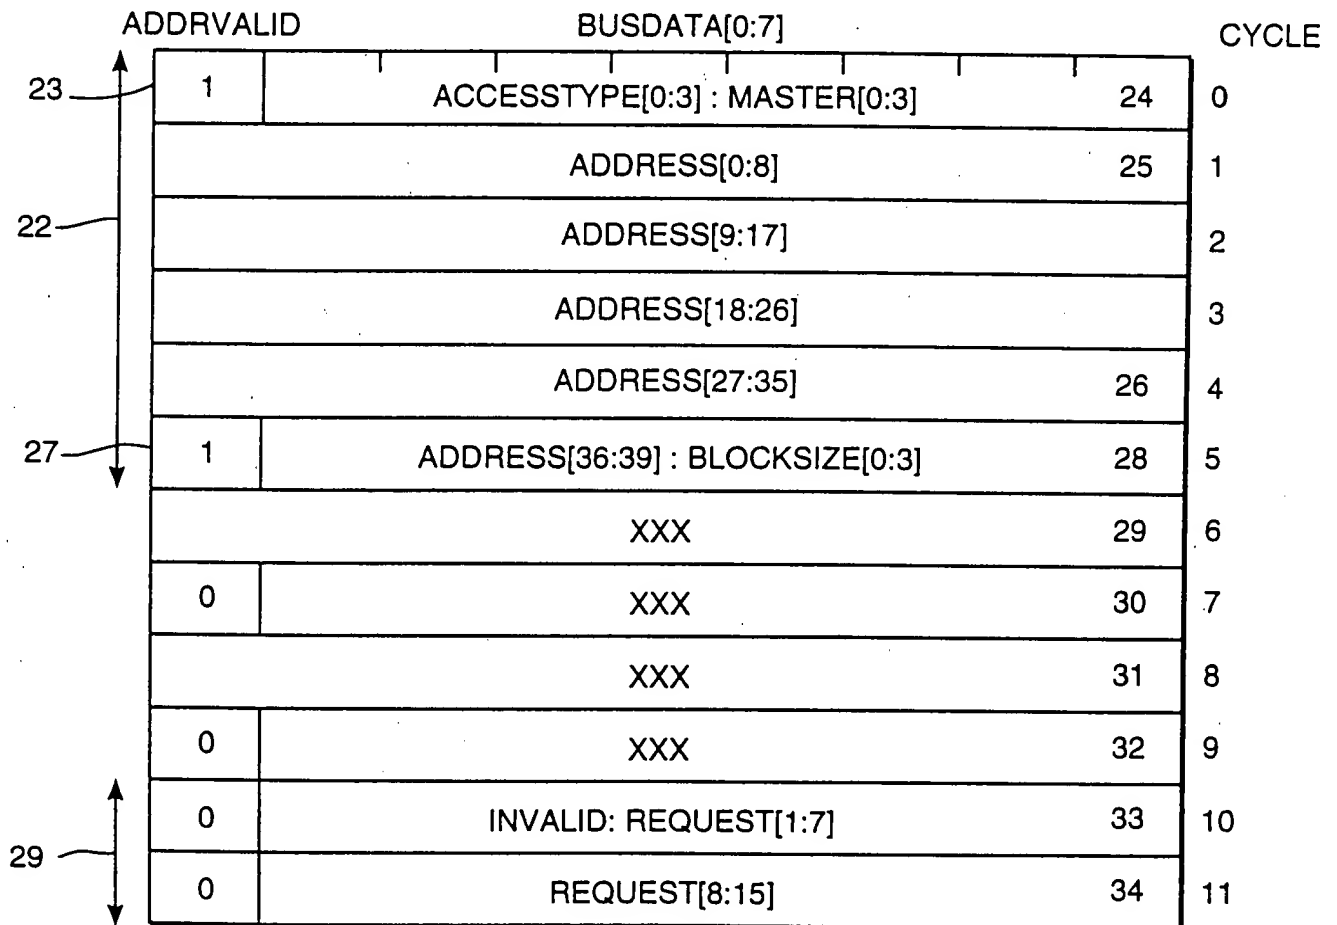 ADDRVALID BUSDATA[0:7] CYCLE
23 1 ACCESSTYPE[0:3] : MASTER[0:3] 24 0
ADDRESS[0:8] 25 1
22 ADDRESS[9:17] 2
ADDRESS[18:26] 3
ADDRESS[27:35] 26 4
27 1 ADDRESS[36:39] : BLOCKSIZE[0:3] 28 5
XXX 29 6
0 XXX 30 7
XXX 31 8
0 XXX 32 9
0 INVALID: REQUEST[1:7] 33 10
29 0 REQUEST[8:15] 34 11